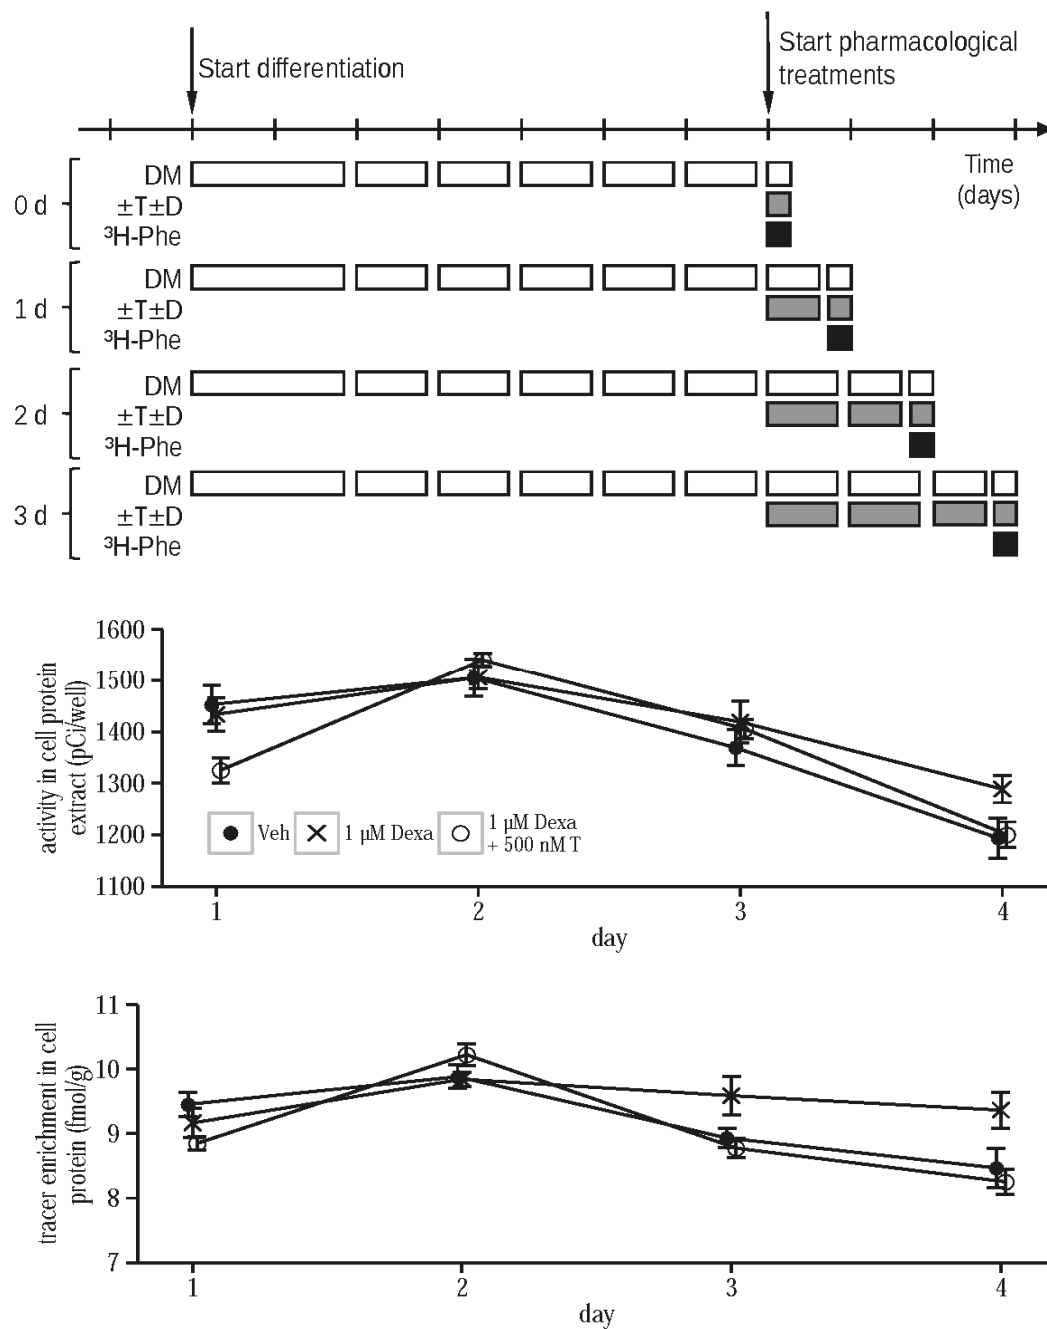 Start differentiation
Start pharmacological
treatments
Time
(days)
0 d
DM
±T±D
³H-Phe
1 d
DM
±T±D
³H-Phe
2 d
DM
±T±D
³H-Phe
3 d
DM
±T±D
³H-Phe
activity in cell protein
extract (pCi/well)
1600
1500
1400
1300
1200
1100
Veh
1 µM Dexa
1 µM Dexa
+ 500 nM T
1 2 3 4
day
tracer enrichment in cell
protein (fmol/g)
11
10
9
8
7
1 2 3 4
day